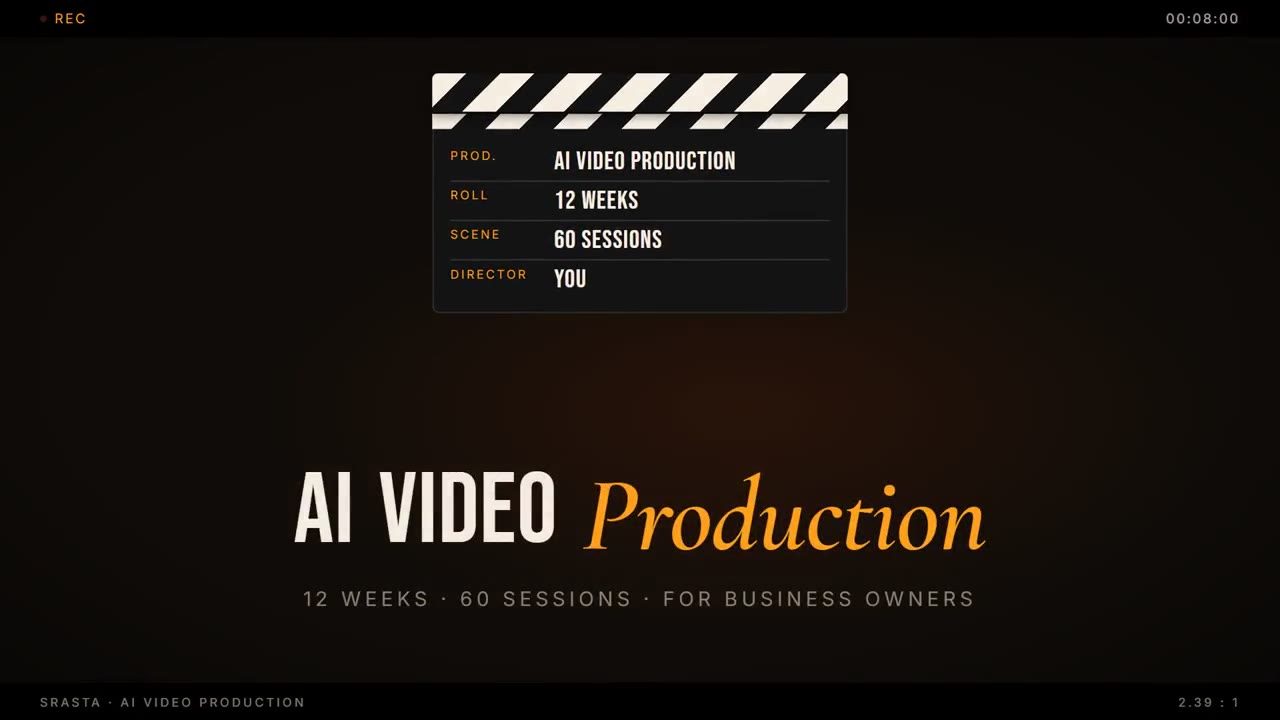 REC
00:08:00
PROD. AI VIDEO PRODUCTION
ROLL 12 WEEKS
SCENE 60 SESSIONS
DIRECTOR YOU
AI VIDEO Production
12 WEEKS · 60 SESSIONS · FOR BUSINESS OWNERS
SRASTA · AI VIDEO PRODUCTION
2.39 : 1